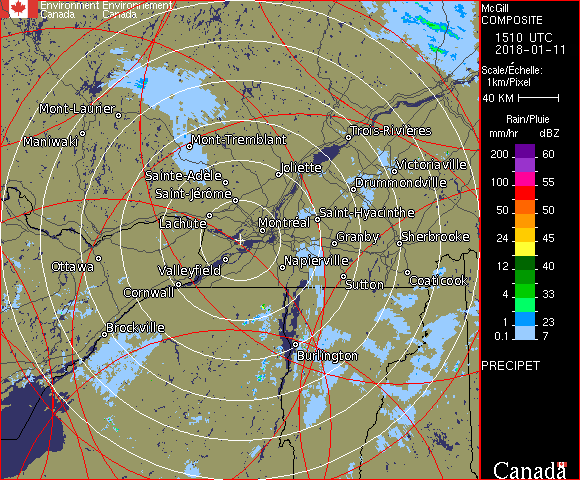 Environment Environnement
Canada Canada
McGill
COMPOSITE
1510 UTC
2018-01-11
Scale/Échelle:
1km/Pixel
40 KM
Rain/Pluie
mm/hr dBZ
200 60
100 55
50 50
24 45
12 40
4 33
1 23
0.1 7
PRECIPET
Mont-Laurier
Maniwaki
Mont-Tremblant
Trois-Rivières
Joliette
Victoriaville
Sainte-Adèle
Drummondville
Saint-Jérôme
Lachute
Montréal
Saint-Hyacinthe
Granby
Sherbrooke
Ottawa
Valleyfield
Napierville
Cornwall
Sutton
Coaticook
Brockville
Burlington
Canada